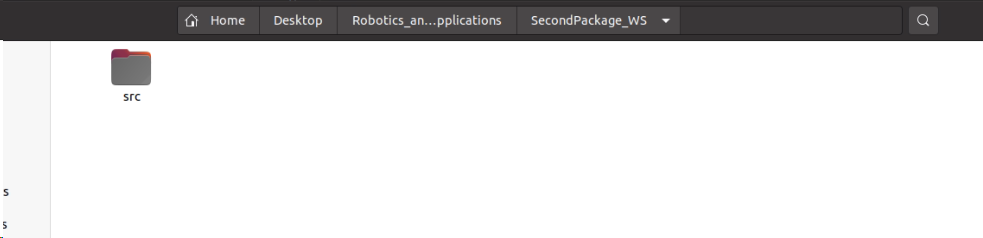 Home Desktop Robotics_an...pplications SecondPackage_WS
src
s
s